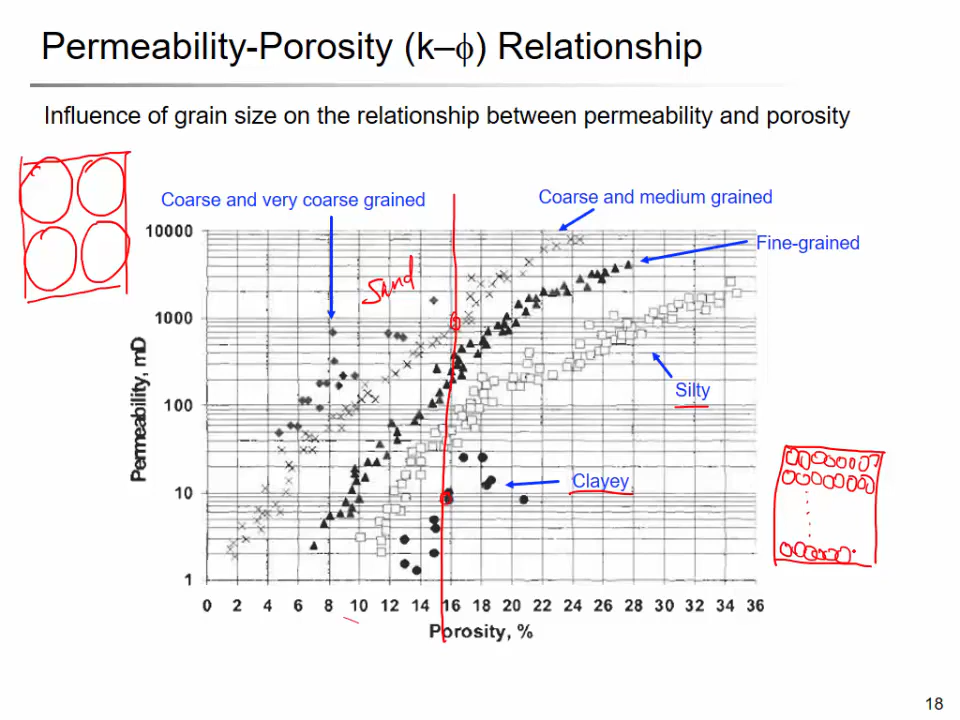 Permeability-Porosity (k–ϕ) Relationship
Influence of grain size on the relationship between permeability and porosity
Coarse and very coarse grained
Coarse and medium grained
Fine-grained
Sand
Silty
Clayey
Permeability, mD
10000
1000
100
10
1
0 2 4 6 8 10 12 14 16 18 20 22 24 26 28 30 32 34 36
Porosity, %
18